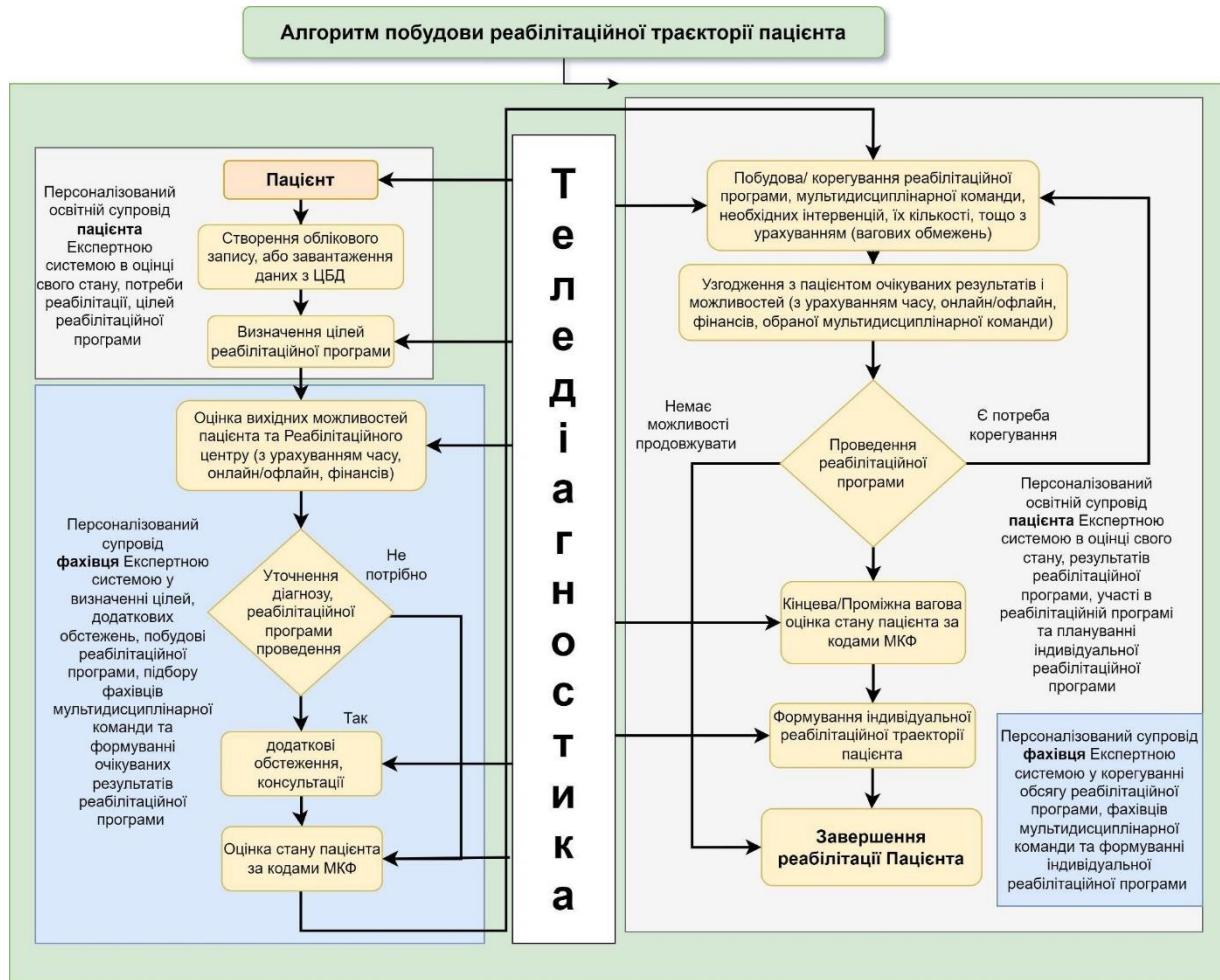 Алгоритм побудови реабілітаційної траєкторії пацієнта
Персоналізований
освітній супровід
пацієнта
Експертною
системою в оцінці
свого стану, потреби
реабілітації, цілей
реабілітаційної
програми
Пацієнт
Створення облікового
запису, або завантаження
даних з ЦБД
Визначення цілей
реабілітаційної програми
Оцінка вихідних можливостей
пацієнта та Реабілітаційного
центру (з урахуванням часу,
онлайн/офлайн, фінансів)
Персоналізований
супровід
фахівця Експертною
системою у
визначенні цілей,
додаткових
обстежень, побудові
реабілітаційної
програми, підбору
фахівців
мультидисциплінарної
команди та
формуванні
очікуваних
результатів
реабілітаційної
програми
Уточнення
діагнозу,
реабілітаційної
програми
проведення
Не
потрібно
Так
додаткові
обстеження,
консультації
Оцінка стану пацієнта
за кодами МКФ
Т
е
л
е
д
і
а
г
н
о
с
т
и
к
а
Побудова/ корегування реабілітаційної
програми, мультидисциплінарної команди,
необхідних інтервенцій, їх кількості, тощо з
урахуванням (вагових обмежень)
Узгодження з пацієнтом очікуваних результатів і
можливостей (з урахуванням часу, онлайн/офлайн,
фінансів, обраної мультидисциплінарної команди)
Немає
можливості
продовжувати
Проведення
реабілітаційної
програми
Є потреба
корегування
Персоналізований
освітній супровід
пацієнта Експертною
системою в оцінці свого
стану, результатів
реабілітаційної
програми, участі в
реабілітаційній програмі
та плануванні
індивідуальної
реабілітаційної
програми
Кінцева/Проміжна вагова
оцінка стану пацієнта за
кодами МКФ
Формування індивідуальної
реабілітаційної траекторії
пацієнта
Завершення
реабілітації Пацієнта
Персоналізований супровід
фахівця Експертною
системою у корегуванні
обсягу реабілітаційної
програми, фахівців
мультидисциплінарної
команди та формуванні
індивідуальної
реабілітаційної програми